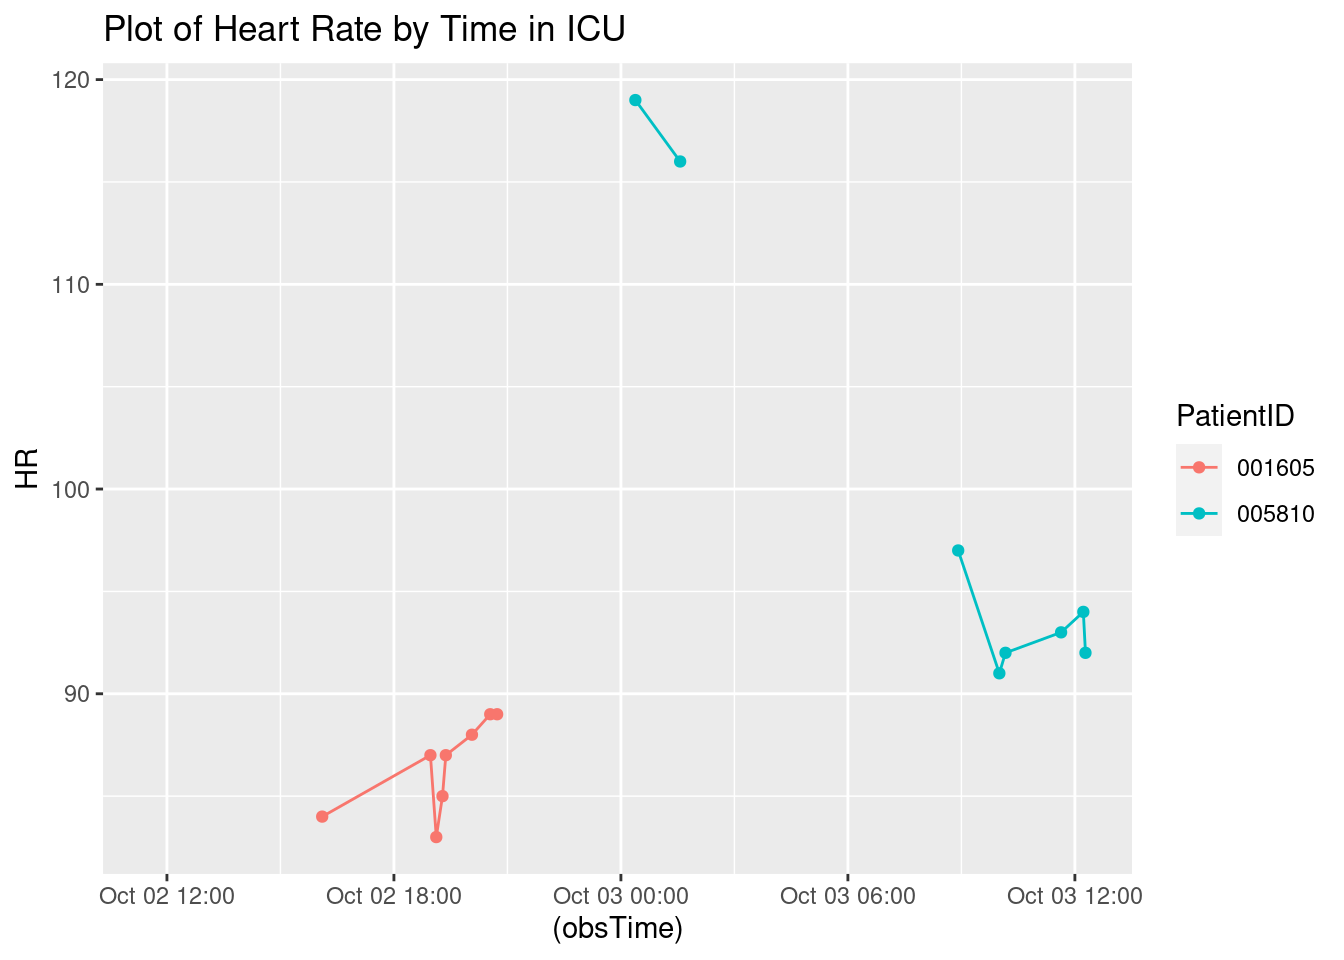 Plot of Heart Rate by Time in ICU
120
110
100
90
HR
Oct 02 12:00
Oct 02 18:00
Oct 03 00:00
Oct 03 06:00
Oct 03 12:00
(obsTime)
PatientID
001605
005810